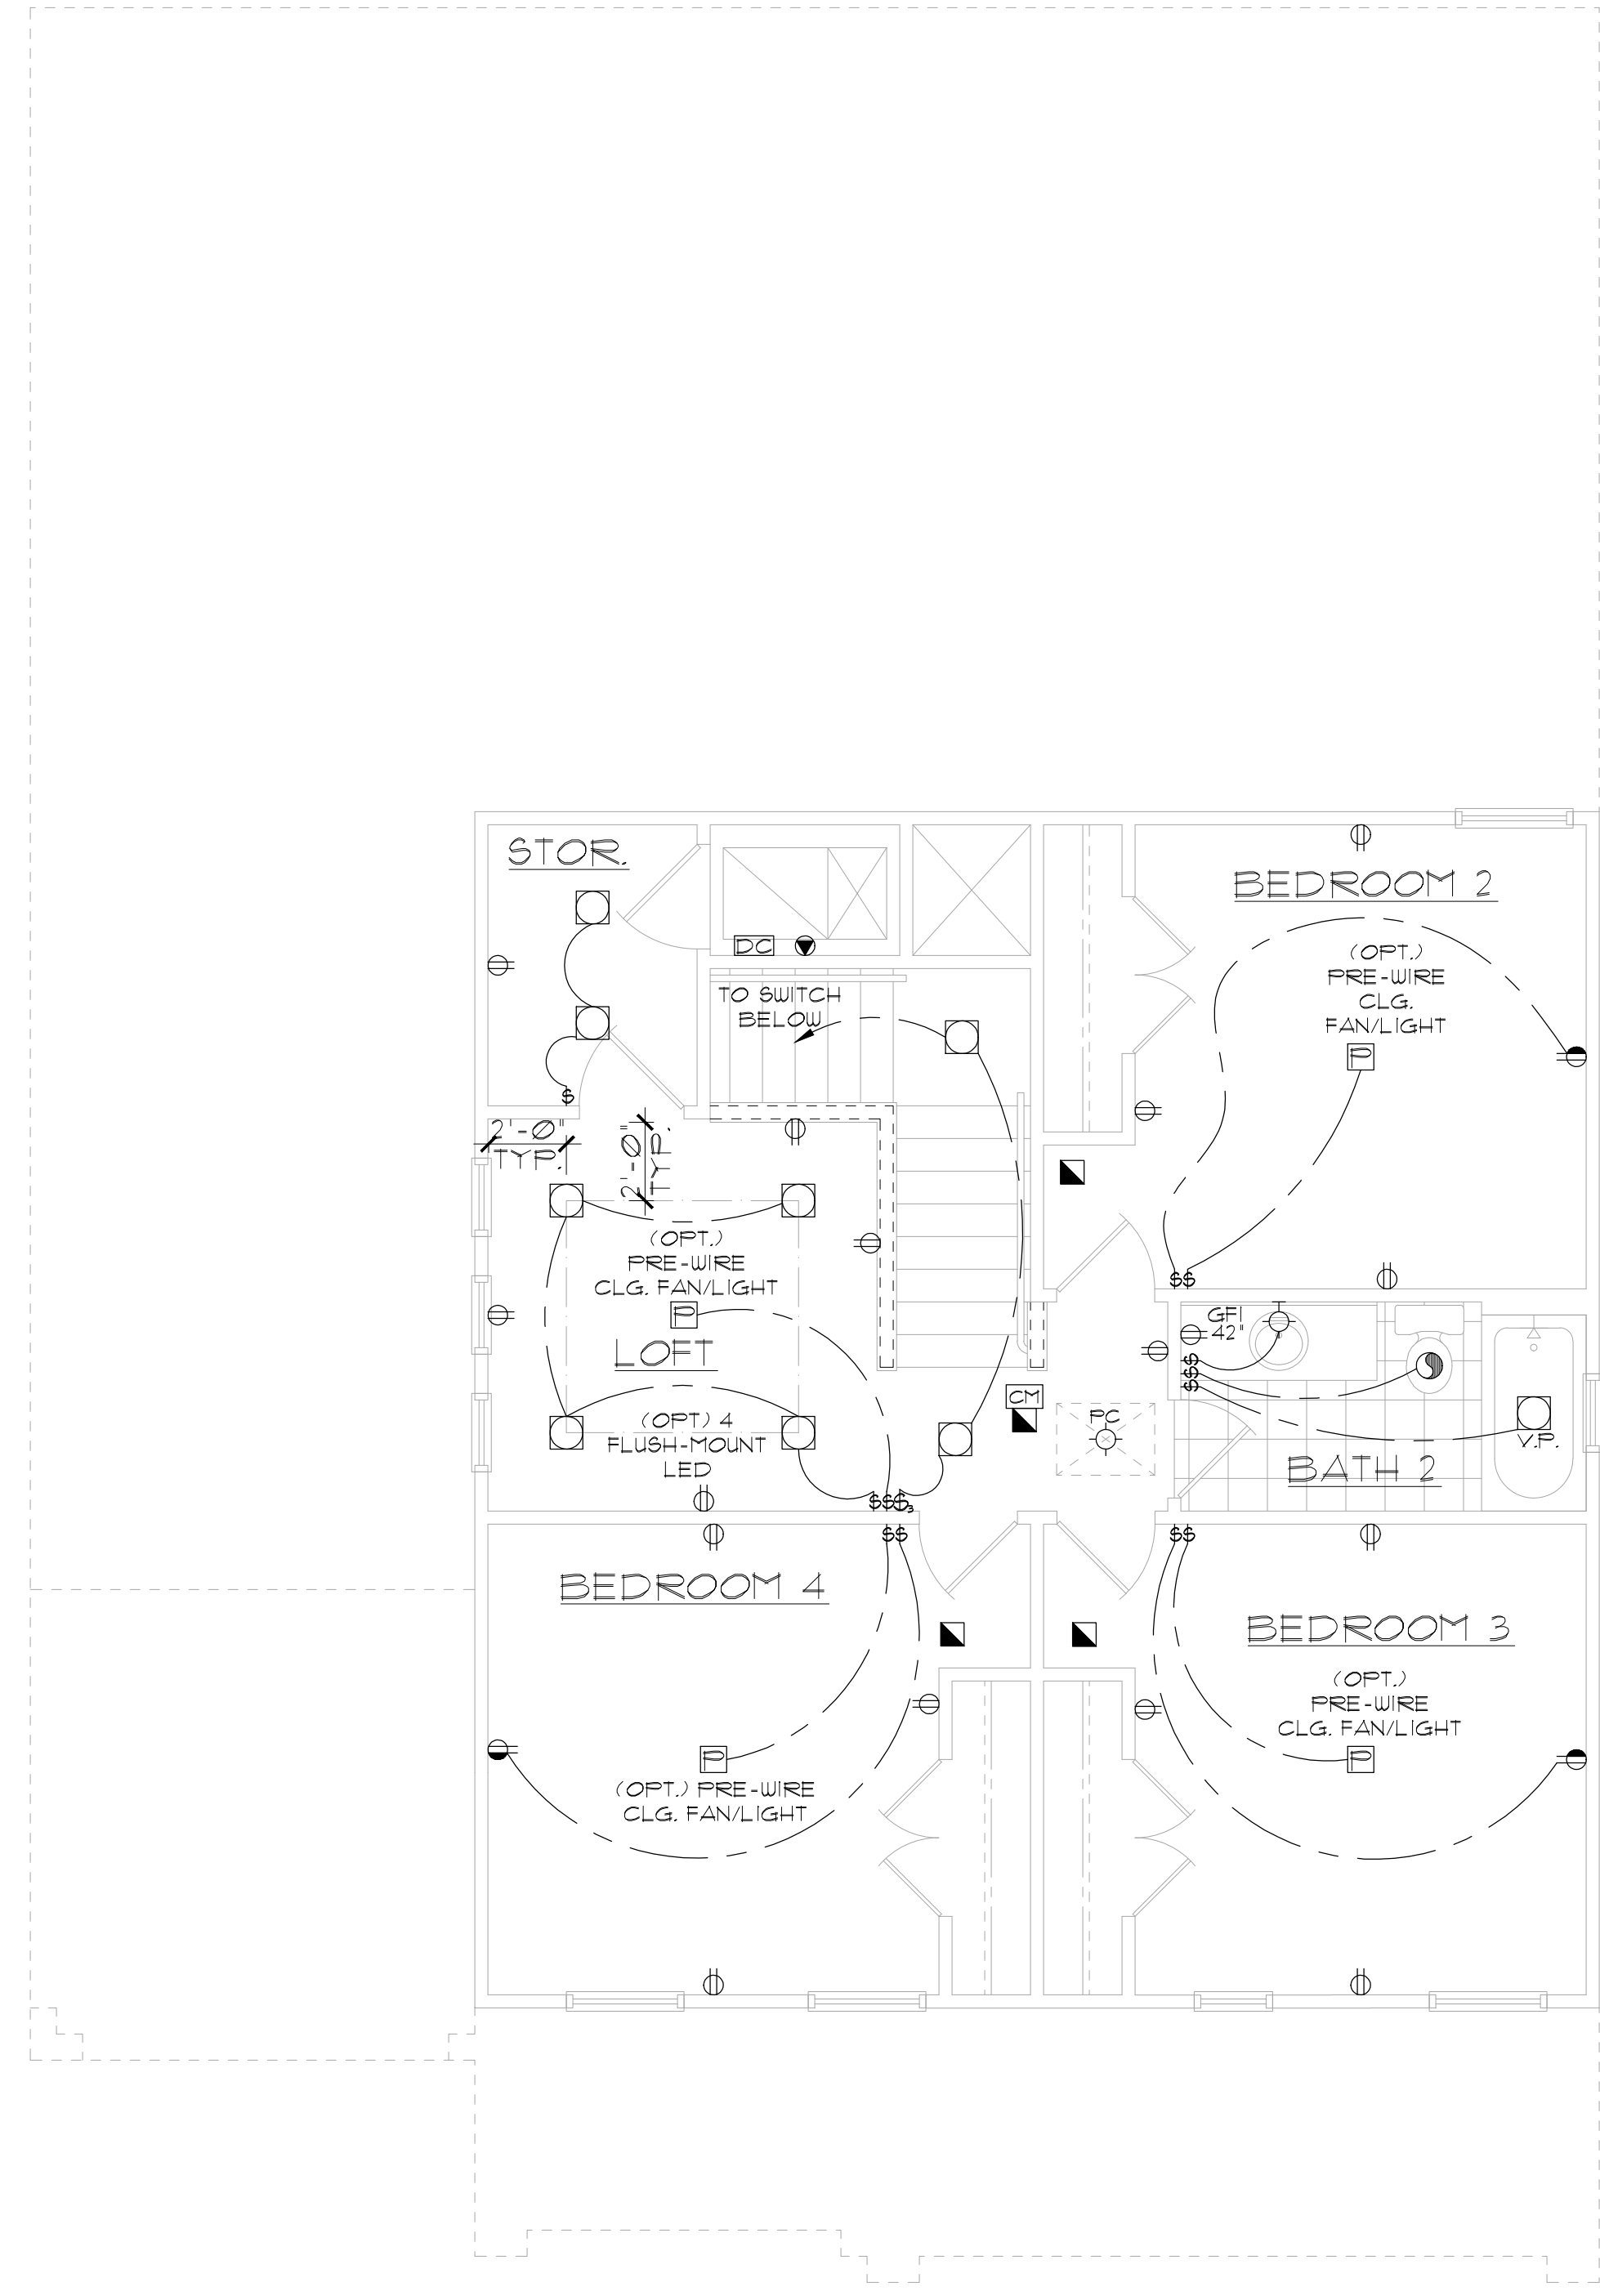 STOR.
BEDROOM 2
(OPT.)
PRE-WIRE
CLG.
FAN/LIGHT
P
DC
TO SWITCH
BELOW
$
2'-0"
TYP.
2'-0"
TYP.
(OPT.)
PRE-WIRE
CLG. FAN/LIGHT
P
LOFT
(OPT) 4
FLUSH-MOUNT
LED
$$$3
$$
GFI
42"
$$$
CM
PC
V.P.
BATH 2
$$
$$
BEDROOM 4
P
(OPT.) PRE-WIRE
CLG. FAN/LIGHT
BEDROOM 3
(OPT.)
PRE-WIRE
CLG. FAN/LIGHT
P